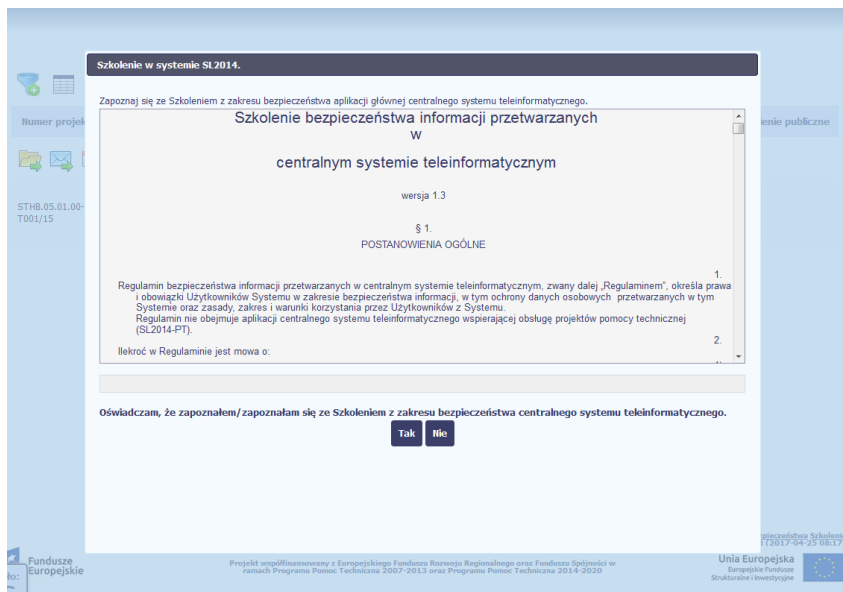 Szkolenie w systemie SL2014.
Zapoznaj się ze Szkoleniem z zakresu bezpieczeństwa aplikacji głównej centralnego systemu teleinformatycznego.
Szkolenie bezpieczeństwa informacji przetwarzanych
w
centralnym systemie teleinformatycznym
wersja 1.3
§ 1.
POSTANOWIENIA OGÓLNE
1.
Regulamin bezpieczeństwa informacji przetwarzanych w centralnym systemie teleinformatycznym, zwany dalej „Regulaminem”, określa prawa
i obowiązki Użytkowników Systemu w zakresie bezpieczeństwa informacji, w tym ochrony danych osobowych przetwarzanych w tym
Systemie oraz zasady, zakres i warunki korzystania przez Użytkowników z Systemu.
Regulamin nie obejmuje aplikacji centralnego systemu teleinformatycznego wspierającej obsługę projektów pomocy technicznej
(SL2014-PT).
2.
Ilekroć w Regulaminie jest mowa o:
Oświadczam, że zapoznałem/zapoznałam się ze Szkoleniem z zakresu bezpieczeństwa centralnego systemu teleinformatycznego.
Tak Nie
Numer projek
enie publiczne
STHB.05.01.00-
T001/15
Szkoleni
(2017-04-25 08:17
Fundusze
Europejskie
Projekt współfinansowany z Europejskiego Funduszu Rozwoju Regionalnego oraz Funduszu Spójności w
ramach Programu Pomoc Techniczna 2007-2013 oraz Programu Pomoc Techniczna 2014-2020
Unia Europejska
Europejskie Fundusze
Strukturalne i Inwestycyjne